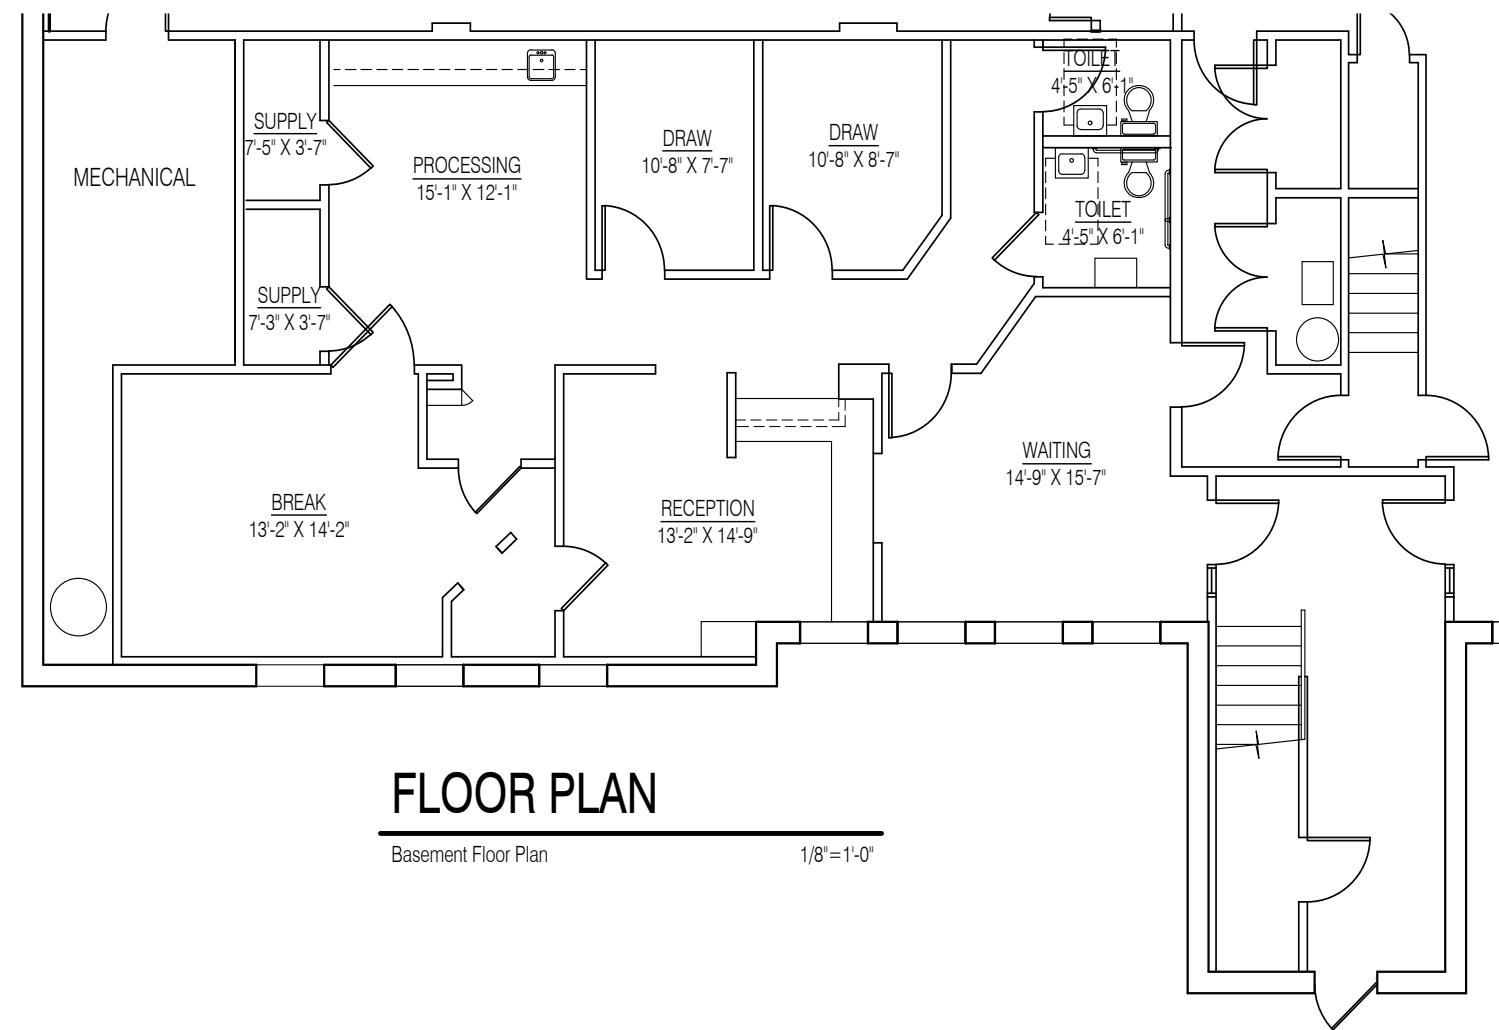 TOILET
4'-5" X 6'-1"
SUPPLY
7'-5" X 3'-7"
DRAW
10'-8" X 7'-7"
DRAW
10'-8" X 8'-7"
MECHANICAL
PROCESSING
15'-1" X 12'-1"
TOILET
4'-5" X 6'-1"
SUPPLY
7'-3" X 3'-7"
WAITING
14'-9" X 15'-7"
BREAK
13'-2" X 14'-2"
RECEPTION
13'-2" X 14'-9"
FLOOR PLAN
Basement Floor Plan
1/8"=1'-0"